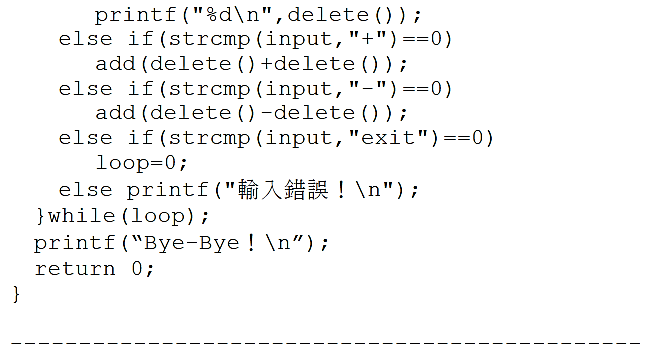 printf("%d\n",delete());
else if(strcmp(input,"+")==0)
add(delete()+delete());
else if(strcmp(input,"-")==0)
add(delete()-delete());
else if(strcmp(input,"exit")==0)
loop=0;
else printf("輸入錯誤！\n");
}while(loop);
printf(“Bye-Bye！\n”);
return 0;
}
----------------------------------------------